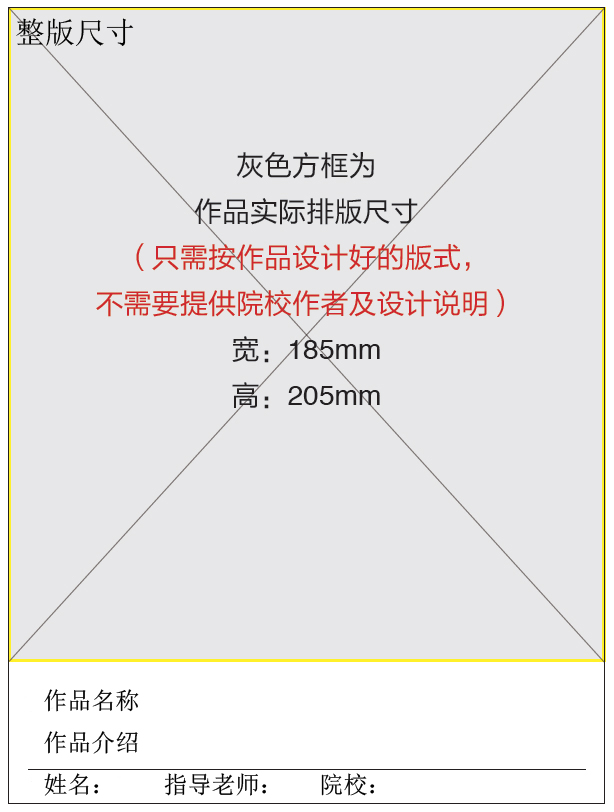 整版尺寸
灰色方框为
作品实际排版尺寸
（只需按作品设计好的版式，
不需要提供院校作者及设计说明）
宽：185mm
高：205mm
作品名称
作品介绍
姓名： 指导老师： 院校：